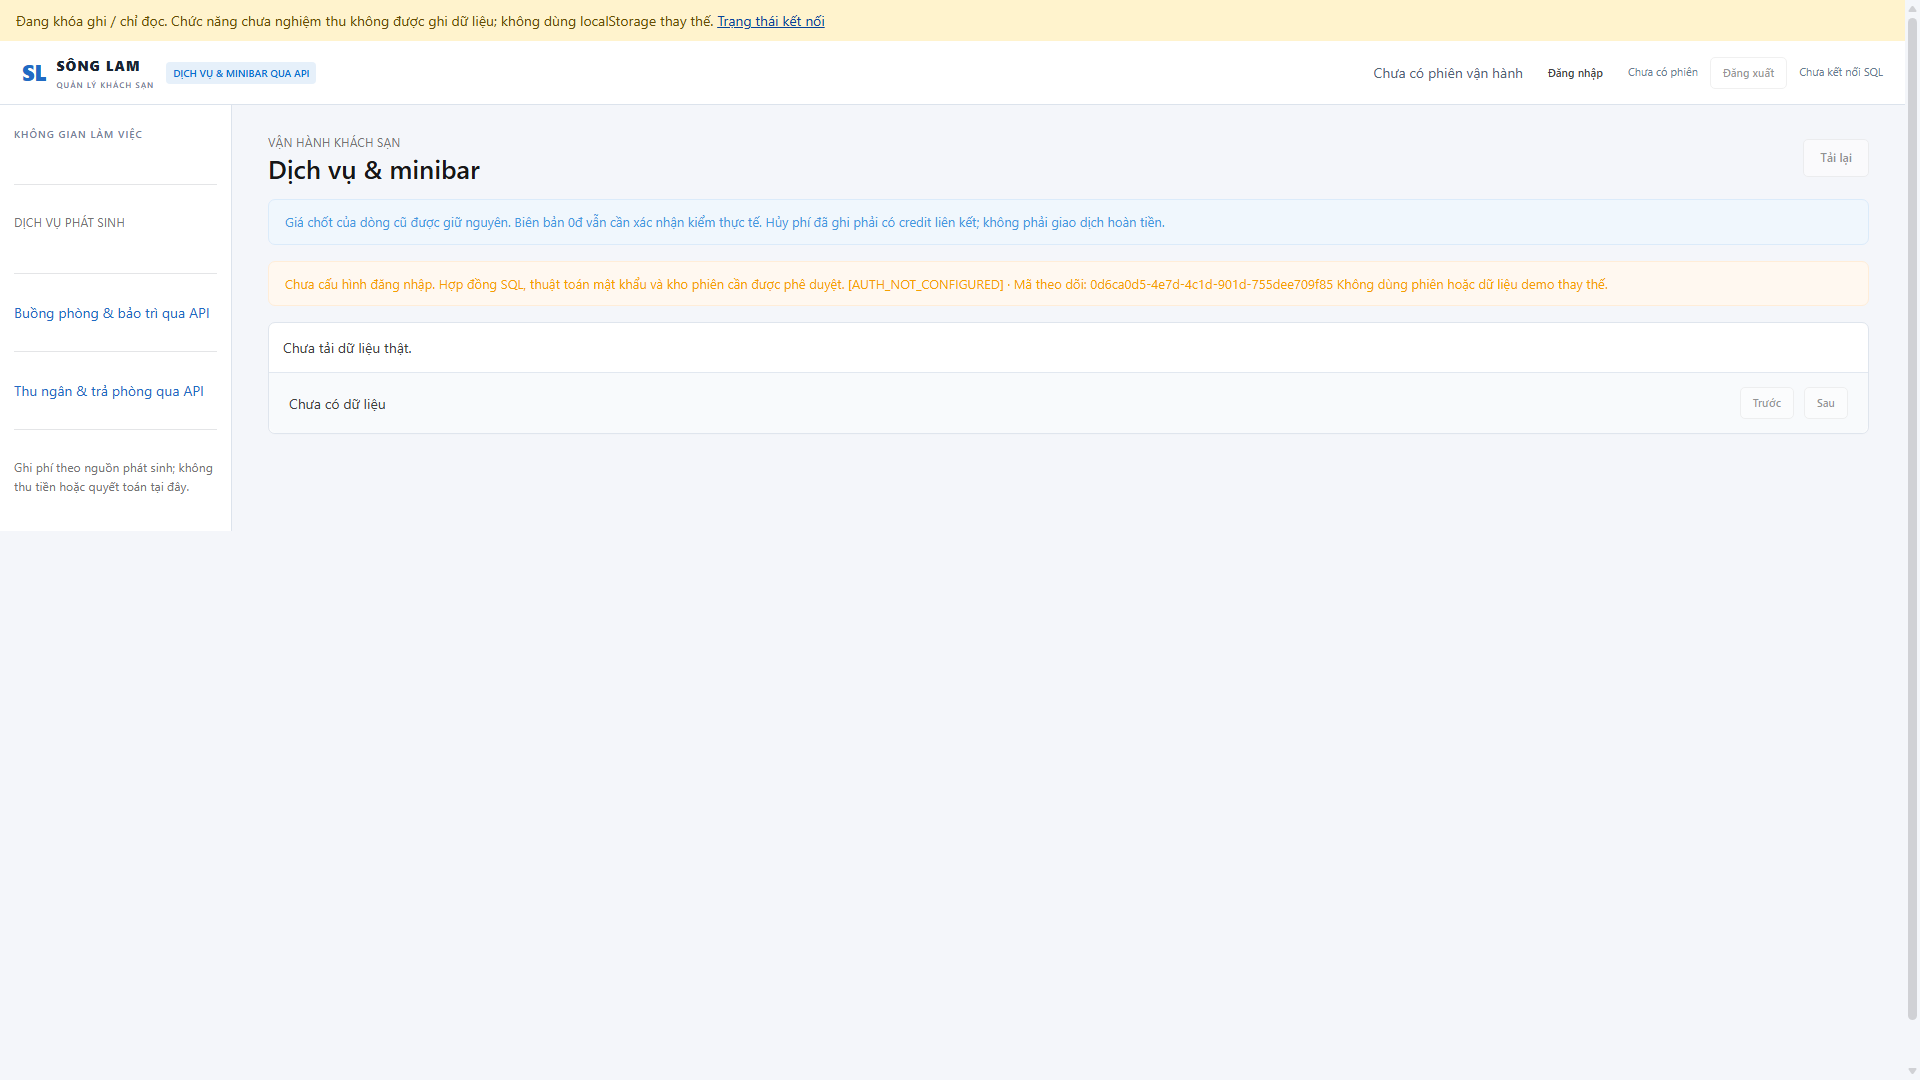 Đang khóa ghi / chỉ đọc. Chức năng chưa nghiệm thu không được ghi dữ liệu; không dùng localStorage thay thế. Trạng thái kết nối
SL
SÔNG LAM
QUẢN LÝ KHÁCH SẠN
DỊCH VỤ & MINIBAR QUA API
Chưa có phiên vận hành
Đăng nhập
Chưa có phiên
Đăng xuất
Chưa kết nối SQL
KHÔNG GIAN LÀM VIỆC
DỊCH VỤ PHÁT SINH
Buồng phòng & bảo trì qua API
Thu ngân & trả phòng qua API
Ghi phí theo nguồn phát sinh; không
thu tiền hoặc quyết toán tại đây.
VẬN HÀNH KHÁCH SẠN
Dịch vụ & minibar
Tải lại
Giá chốt của dòng cũ được giữ nguyên. Biên bản 0đ vẫn cần xác nhận kiểm thực tế. Hủy phí đã ghi phải có credit liên kết; không phải giao dịch hoàn tiền.
Chưa cấu hình đăng nhập. Hợp đồng SQL, thuật toán mật khẩu và kho phiên cần được phê duyệt. [AUTH_NOT_CONFIGURED] · Mã theo dõi: 0d6ca0d5-4e7d-4c1d-901d-755dee709f85 Không dùng phiên hoặc dữ liệu demo thay thế.
Chưa tải dữ liệu thật.
Chưa có dữ liệu
Trước
Sau